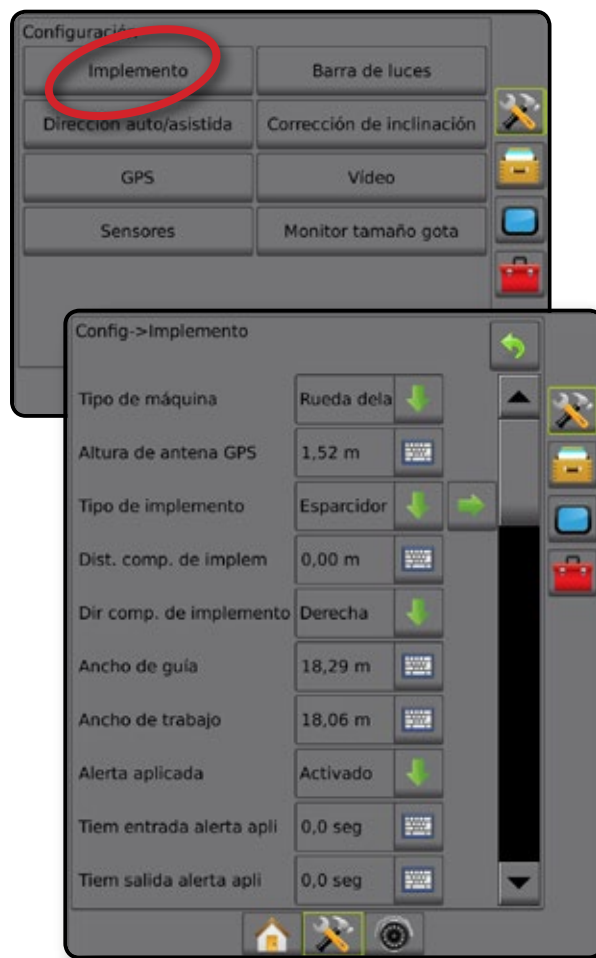 Configuración
Implemento
Barra de luces
Dirección auto/asistida
Corrección de inclinación
GPS
Vídeo
Sensores
Monitor tamaño gota
Config->Implemento
Tipo de máquina Rueda dela
Altura de antena GPS 1,52 m
Tipo de implemento Esparcidor
Dist. comp. de implem 0,00 m
Dir comp. de implemento Derecha
Ancho de guía 18,29 m
Ancho de trabajo 18,06 m
Alerta aplicada Activado
Tiem entrada alerta apli 0,0 seg
Tiem salida alerta apli 0,0 seg